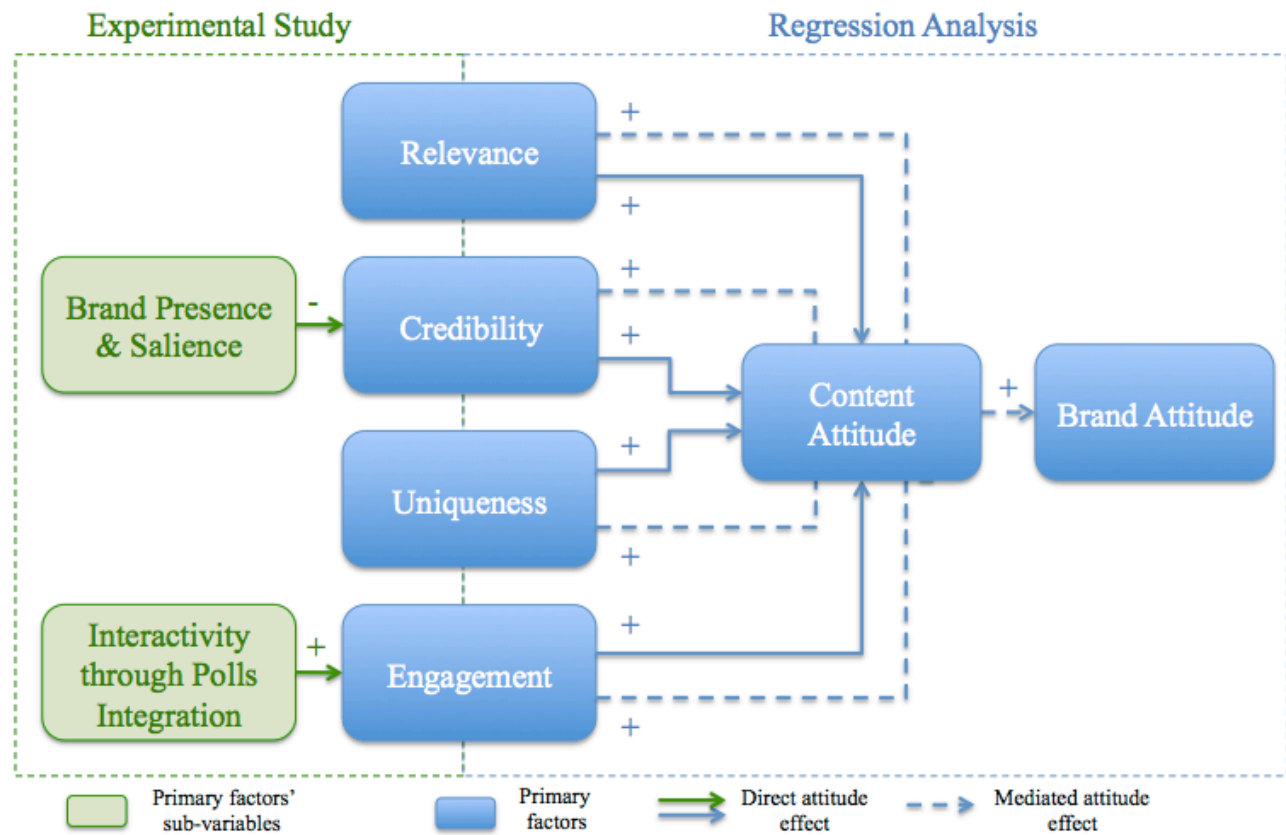 Experimental Study
Regression Analysis
Relevance
+
+
Brand Presence
& Salience
-
Credibility
+
+
Content
Attitude
+
Brand Attitude
Uniqueness
+
+
Interactivity
through Polls
Integration
+
Engagement
+
+
Primary factors’
sub-variables
Primary
factors
Direct attitude
effect
Mediated attitude
effect